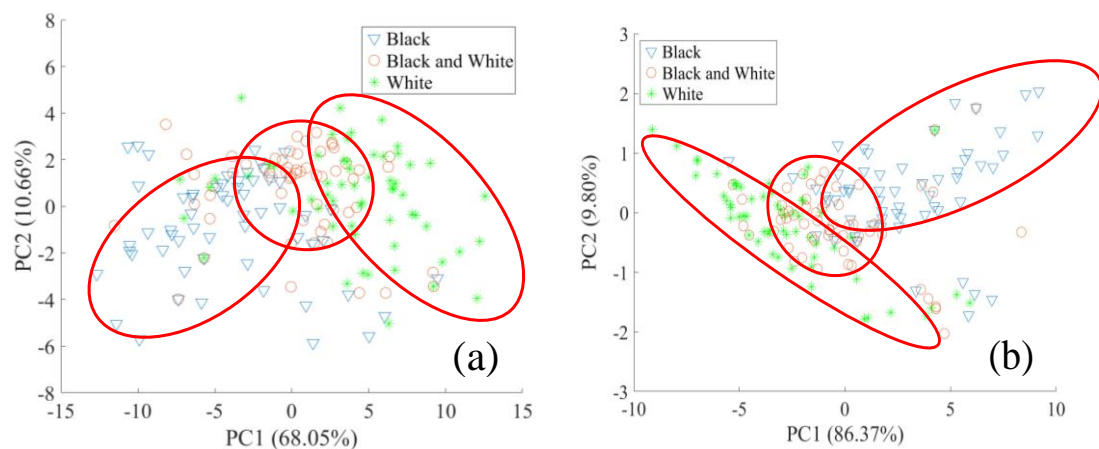 8
6
4
2
0
-2
-4
-6
-8
PC2 (10.66%)
Black
Black and White
White
(a)
-15
-10
-5
0
5
10
15
PC1 (68.05%)
3
2
1
0
-1
-2
-3
PC2 (9.80%)
Black
Black and White
White
(b)
-10
-5
0
5
10
PC1 (86.37%)